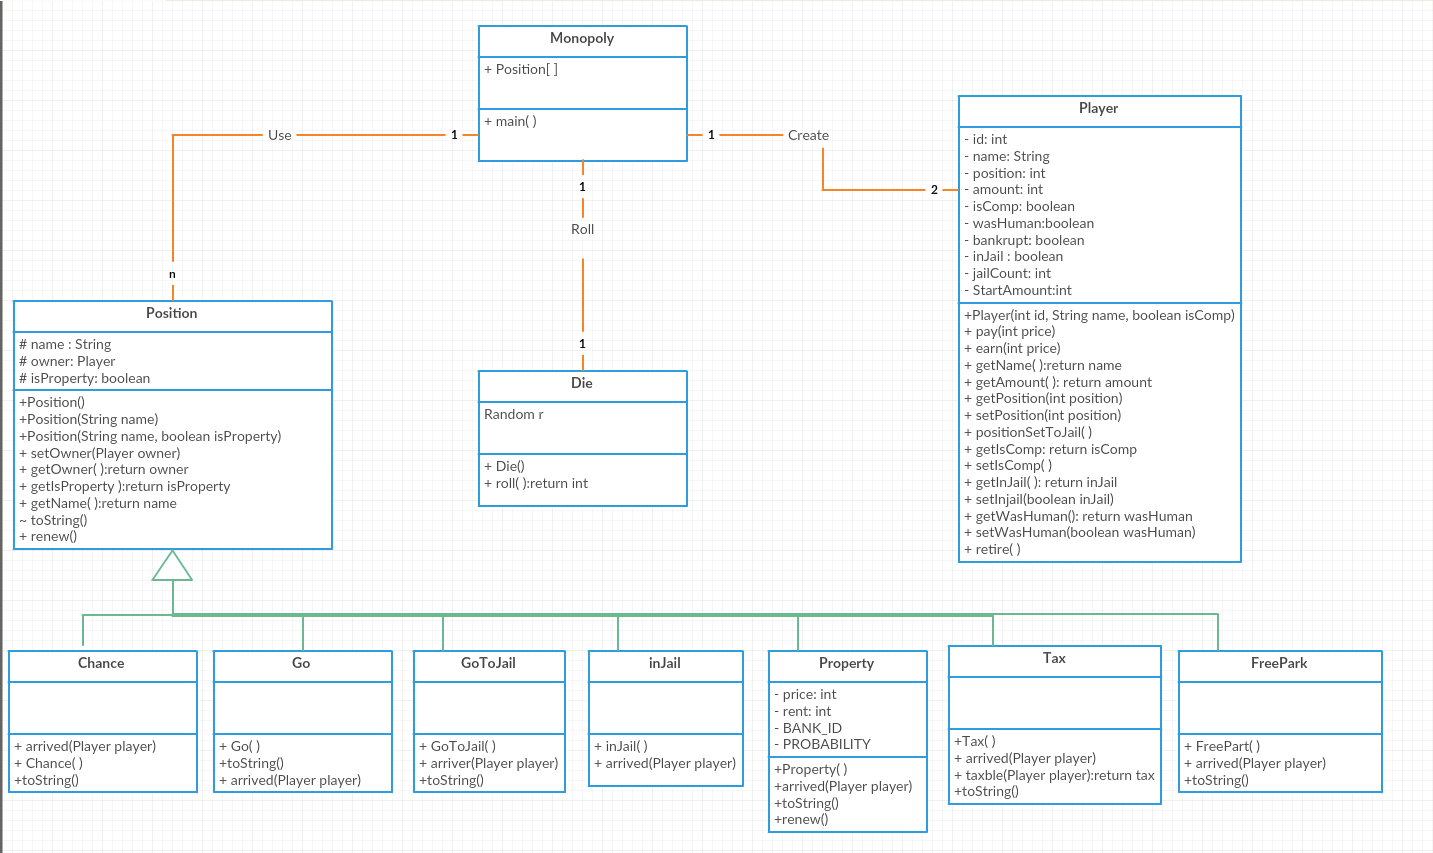 Monopoly
+ Position[ ]
+ main( )
Use
1
n
1
Roll
1
1
Create
2
Player
- id: int
- name: String
- position: int
- amount: int
- isComp: boolean
- wasHuman:boolean
- bankrupt: boolean
- inJail : boolean
- jailCount: int
- StartAmount:int
+Player(int id, String name, boolean isComp)
+ pay(int price)
+ earn(int price)
+ getName( ):return name
+ getAmount( ): return amount
+ getPosition(int position)
+ setPosition(int position)
+ positionSetToJail( )
+ getIsComp: return isComp
+ setIsComp( )
+ getInJail( ): return inJail
+ setInjail(boolean inJail)
+ getWasHuman(): return wasHuman
+ setWasHuman(boolean wasHuman)
+ retire( )
Position
# name : String
# owner: Player
# isProperty: boolean
+Position()
+Position(String name)
+Position(String name, boolean isProperty)
+ setOwner(Player owner)
+ getOwner( ):return owner
+ getIsProperty ):return isProperty
+ getName( ):return name
~ toString()
+ renew()
Die
Random r
+ Die()
+ roll( ):return int
Chance
+ arrived(Player player)
+ Chance( )
+toString()
Go
+ Go( )
+toString()
+ arrived(Player player)
GoToJail
+ GoToJail( )
+ arriver(Player player)
+toString()
inJail
+ inJail( )
+ arrived(Player player)
Property
- price: int
- rent: int
- BANK_ID
- PROBABILITY
+Property( )
+arrived(Player player)
+toString()
+renew()
Tax
+Tax( )
+ arrived(Player player)
+ taxble(Player player):return tax
+toString()
FreePark
+ FreePart( )
+ arrived(Player player)
+toString()